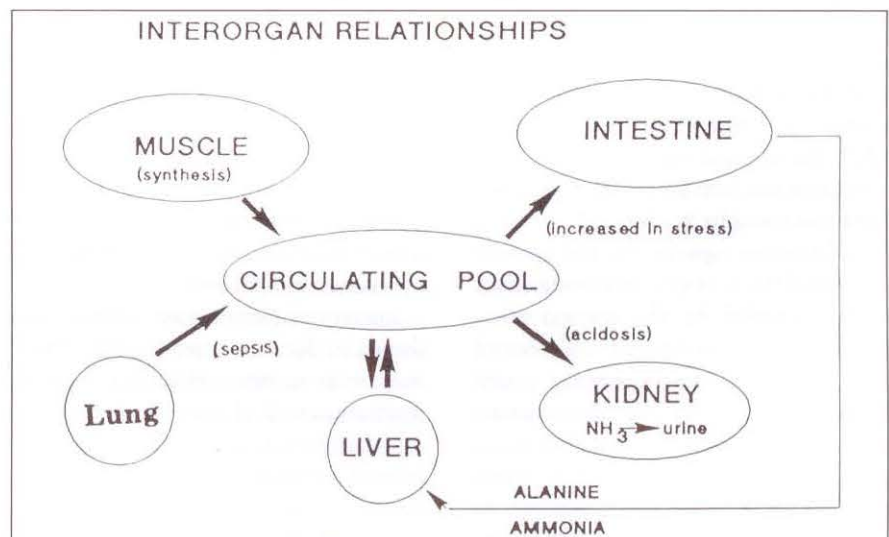 INTERORGAN RELATIONSHIPS
MUSCLE
(synthesis)
INTESTINE
(increased in stress)
CIRCULATING POOL
(sepsis)
(acidosis)
Lung
LIVER
KIDNEY
NH3 → urine
ALANINE
AMMONIA